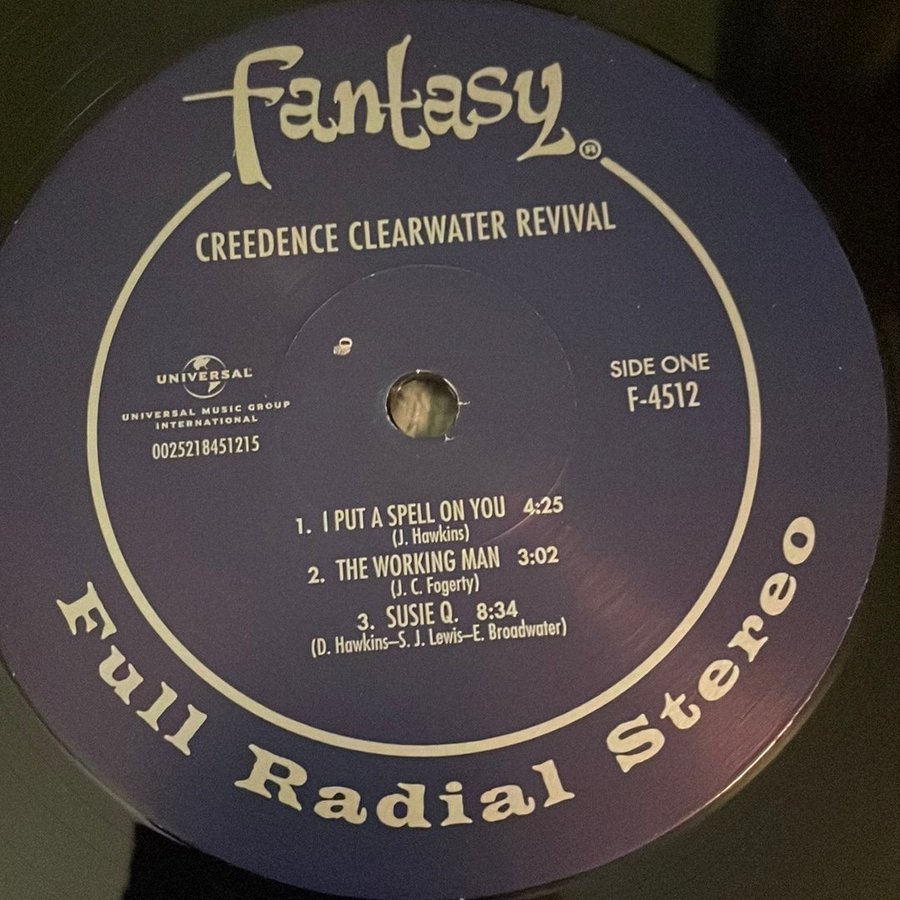 fantasy®
CREEDENCE CLEARWATER REVIVAL
UNIVERSAL
UNIVERSAL MUSIC GROUP
INTERNATIONAL
0025218451215
SIDE ONE
F-4512
1. I PUT A SPELL ON YOU 4:25
(J. Hawkins)
2. THE WORKING MAN 3:02
(J. C. Fogerty)
3. SUSIE Q. 8:34
(D. Hawkins–S. J. Lewis–E. Broadwater)
Full Radial Stereo